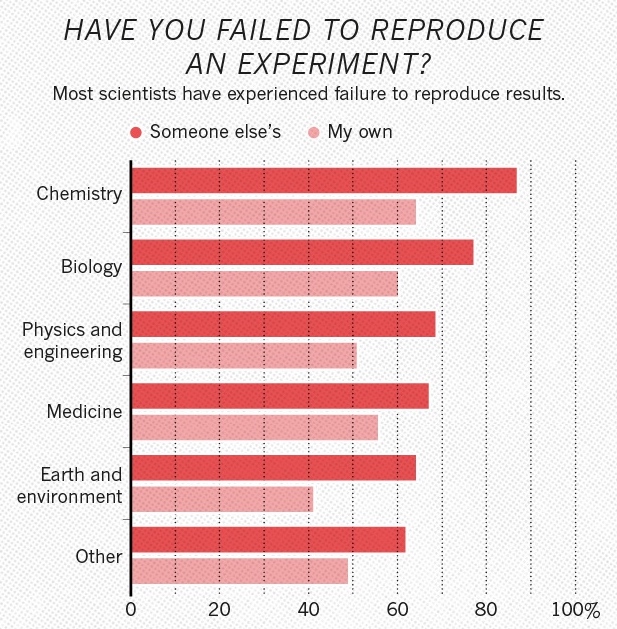 HAVE YOU FAILED TO REPRODUCE
AN EXPERIMENT?
Most scientists have experienced failure to reproduce results.
Someone else’s
My own
Chemistry
Biology
Physics and
engineering
Medicine
Earth and
environment
Other
0 20 40 60 80 100%